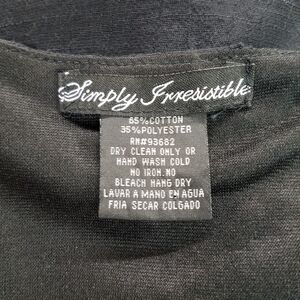 Simply Irresistible
65%COTTON
35%POLYESTER
RN#93682
DRY CLEAN ONLY OR
HAND WASH COLD
NO IRON.NO
BLEACH HANG DRY
LAVAR A MANO EN AGUA
FRIA SECAR COLGADO